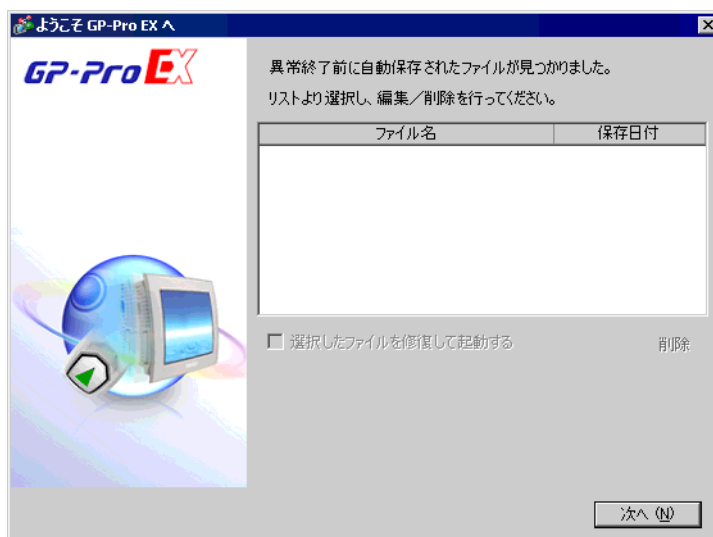 ようこそ GP-Pro EX へ
GP-Pro EX
異常終了前に自動保存されたファイルが見つかりました。
リストより選択し、編集／削除を行ってください。
ファイル名 保存日付
選択したファイルを修復して起動する 削除
次へ (N)